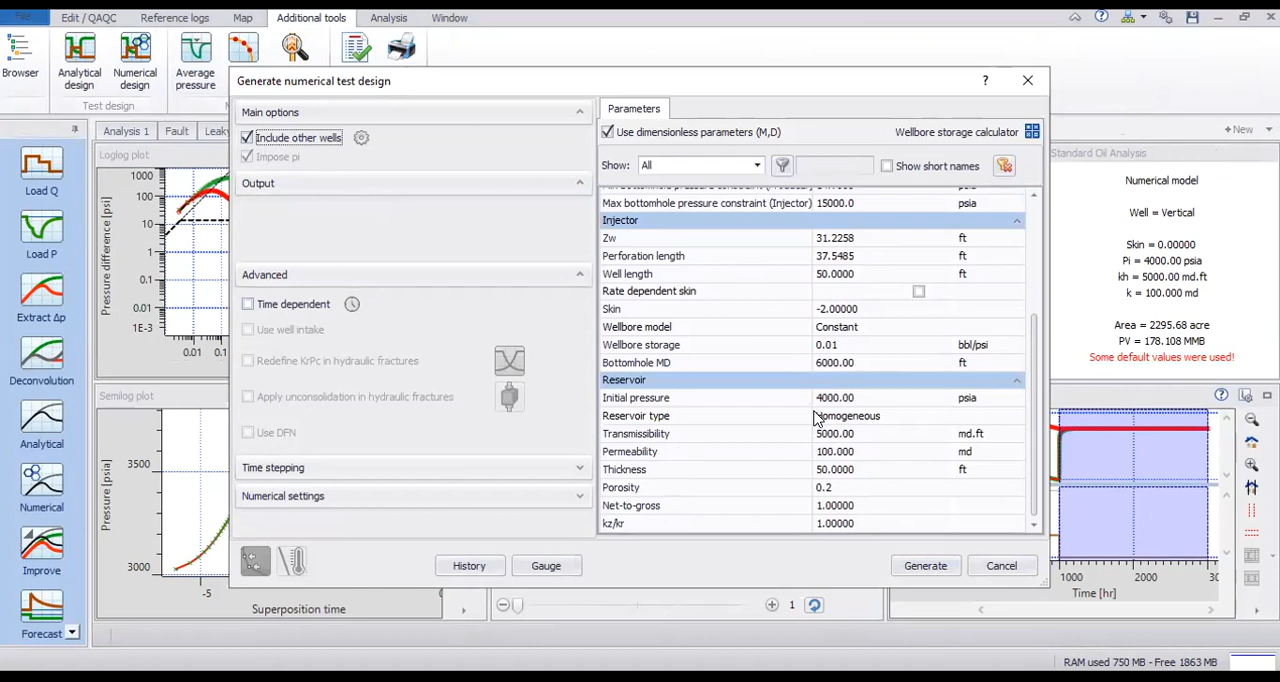 File Edit / QAQC Reference logs Map Additional tools Analysis Window
Browser Analytical design Numerical design Average pressure
Test design
Analysis 1 Fault Leaky
New
Generate numerical test design
Main options
Include other wells
Impose pi
Output
Advanced
Time dependent
Use well intake
Redefine KrPc in hydraulic fractures
Apply unconsolidation in hydraulic fractures
Use DFN
Time stepping
Numerical settings
History Gauge Generate Cancel
Parameters
Use dimensionless parameters (M,D) Wellbore storage calculator
Show: All Show short names
Max bottomhole pressure constraint (Injector) 15000.0 psia
Injector
Zw 31.2258 ft
Perforation length 37.5485 ft
Well length 50.0000 ft
Rate dependent skin
Skin -2.00000
Wellbore model Constant
Wellbore storage 0.01 bbl/psi
Bottomhole MD 6000.00 ft
Reservoir
Initial pressure 4000.00 psia
Reservoir type Homogeneous
Transmissibility 5000.00 md.ft
Permeability 100.000 md
Thickness 50.0000 ft
Porosity 0.2
Net-to-gross 1.00000
kz/kr 1.00000
Load Q
Load P
Extract Δp
Deconvolution
Analytical
Numerical
Improve
Forecast
Loglog plot
Pressure difference [psi]
1000
100
10
1
0.1
0.01
1E-3
0.01 0.1
Semilog plot
Pressure [psia]
3500
3000
-5
Superposition time
1
Standard Oil Analysis
Numerical model
Well = Vertical
Skin = 0.00000
Pi = 4000.00 psia
kh = 5000.00 md.ft
k = 100.000 md
Area = 2295.68 acre
PV = 178.108 MMB
Some default values were used!
1000 2000
Time [hr]
RAM used 750 MB - Free 1863 MB